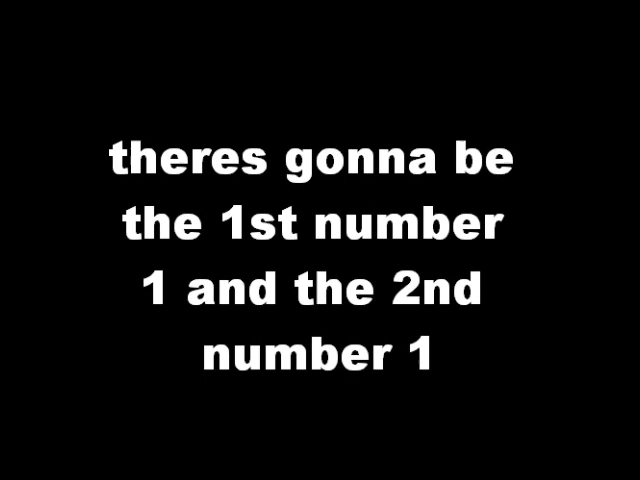 theres gonna be
the 1st number
1 and the 2nd
number 1